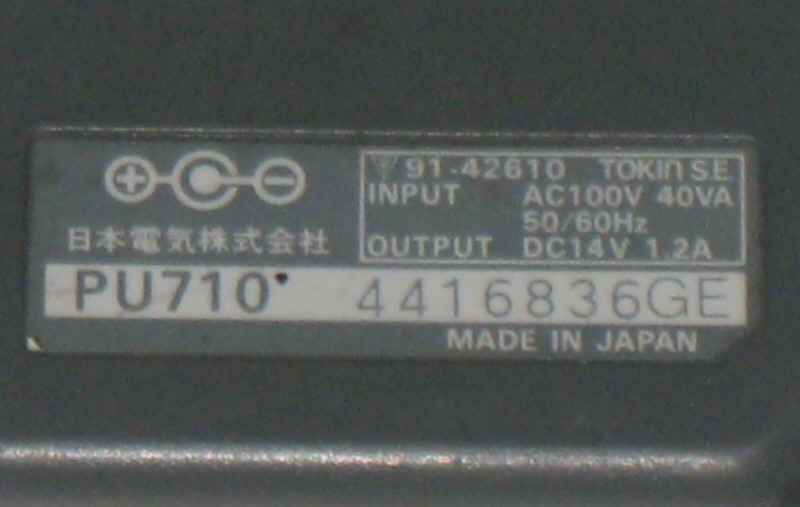 91-42610 TOKIN S.E.
INPUT AC100V 40VA
50/60Hz
OUTPUT DC14V 1.2A
日本電気株式会社
PU710 4416836GE
MADE IN JAPAN